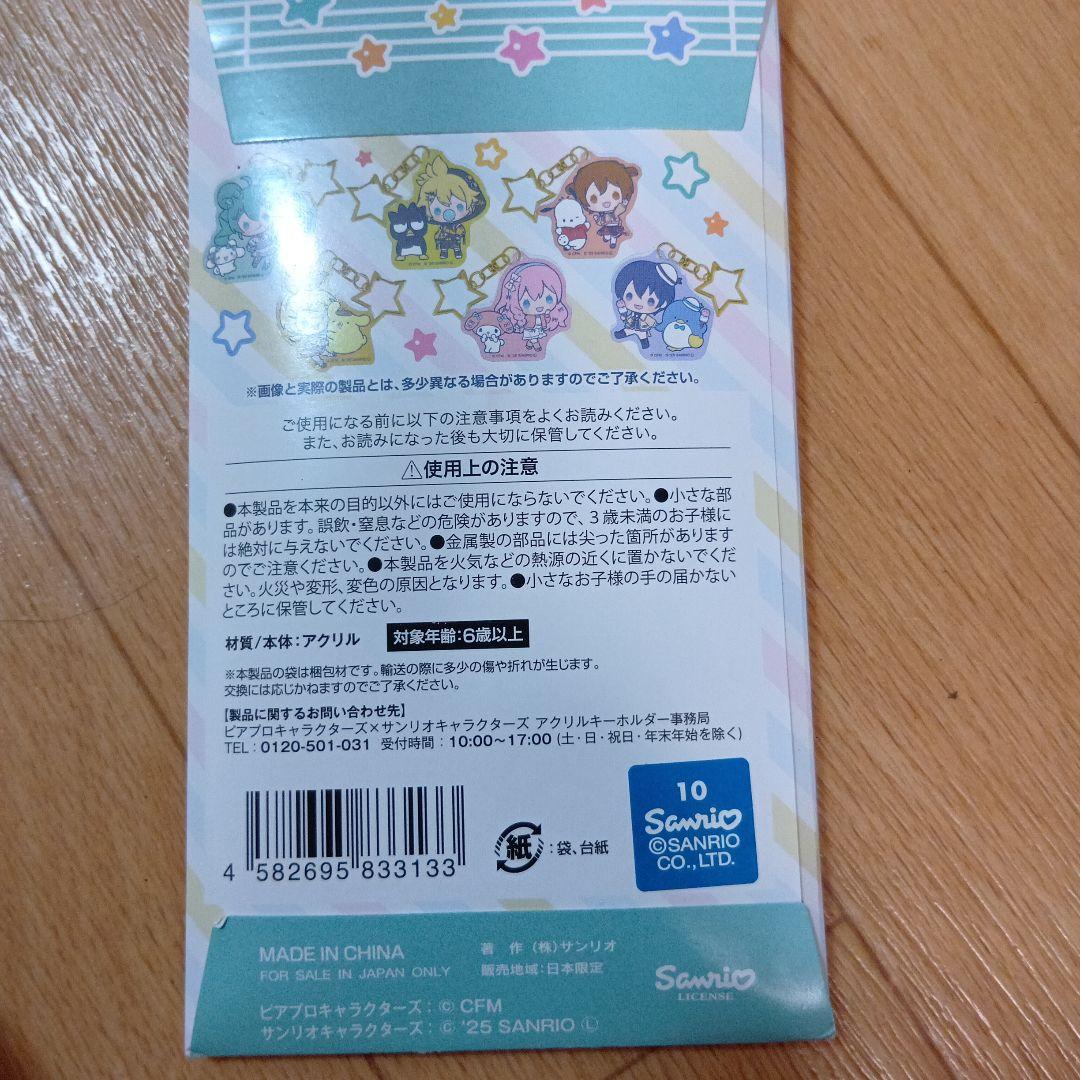 ※画像と実際の製品とは、多少異なる場合がありますのでご了承ください。
ご使用になる前に以下の注意事項をよくお読みください。
また、お読みになった後も大切に保管してください。
⚠使用上の注意
●本製品を本来の目的以外にはご使用にならないでください。●小さな部
品があります。誤飲・窒息などの危険がありますので、3歳未満のお子様に
は絶対に与えないでください。●金属製の部品には尖った箇所があります
のでご注意ください。●本製品を火気などの熱源の近くに置かないでくだ
さい。火災や変形、変色の原因となります。●小さなお子様の手の届かない
ところに保管してください。
材質/本体:アクリル 対象年齢:6歳以上
※本製品の袋は梱包材です。輸送の際に多少の傷や折れが生じます。
交換には応じかねますのでご了承ください。
【製品に関するお問い合わせ先】
ピアプロキャラクターズ×サンリオキャラクターズ アクリルキーホルダー事務局
TEL:0120-501-031 受付時間:10:00~17:00 (土・日・祝日・年末年始を除く)
4 582695 833133
紙:袋、台紙
10
Sanrio
©SANRIO
CO.,LTD.
MADE IN CHINA
FOR SALE IN JAPAN ONLY
著 作 (株)サンリオ
販売地域:日本限定
Sanrio
LICENSE
ピアプロキャラクターズ:© CFM
サンリオキャラクターズ:© '25 SANRIO Ⓛ